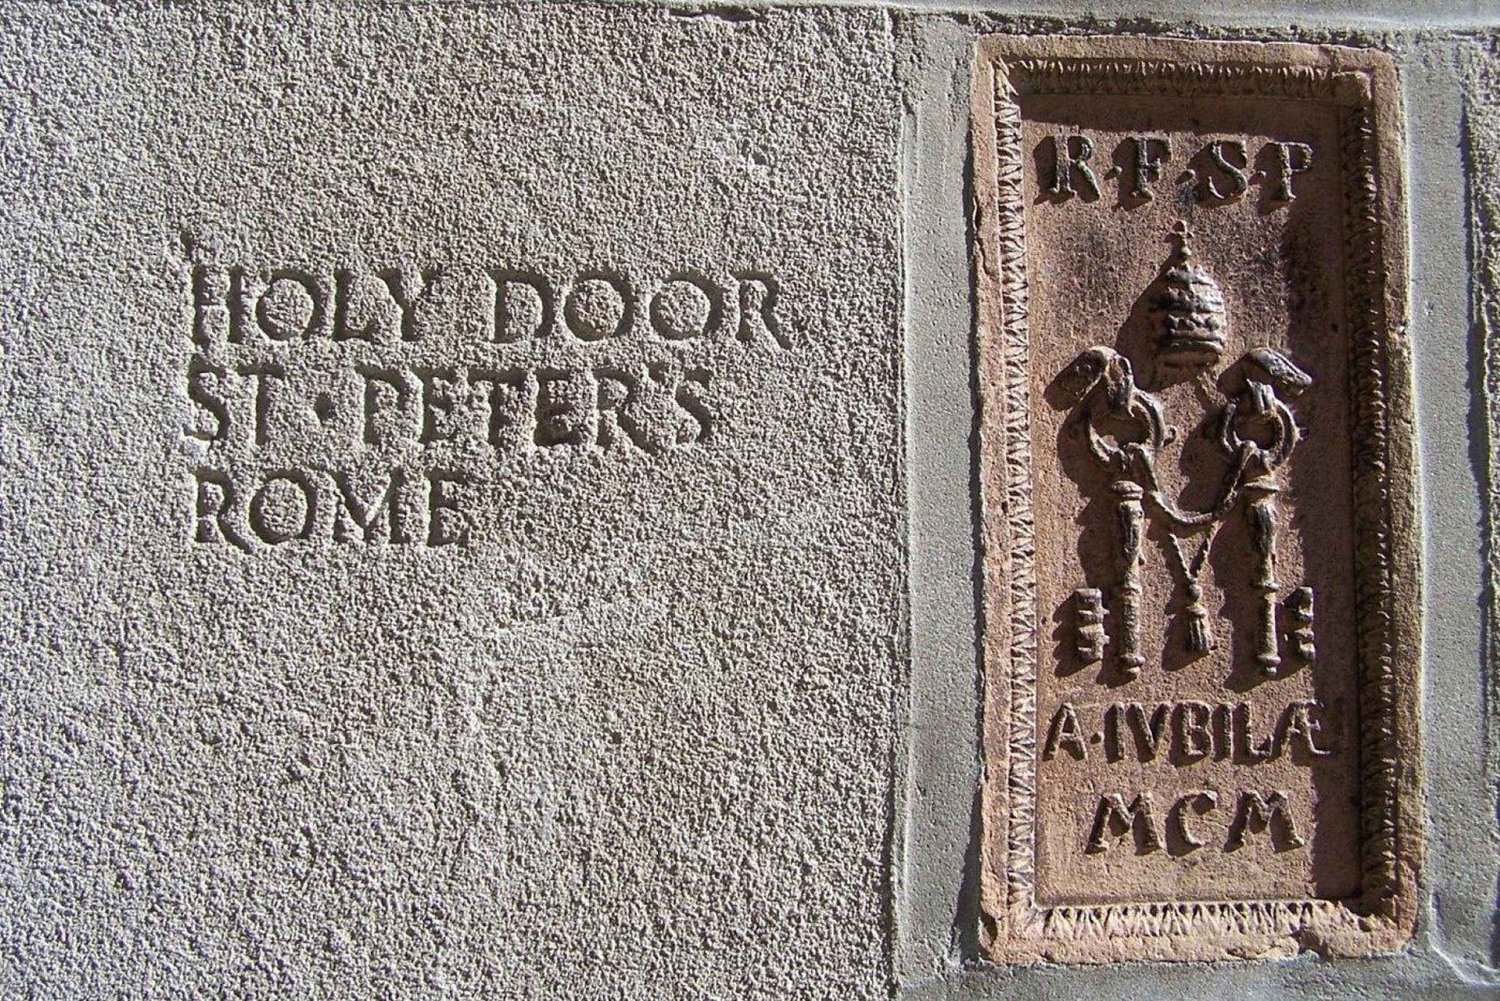 HOLY DOOR
ST · PETER'S
ROME
R·F·S·P
A·IVBILÆI
MCM